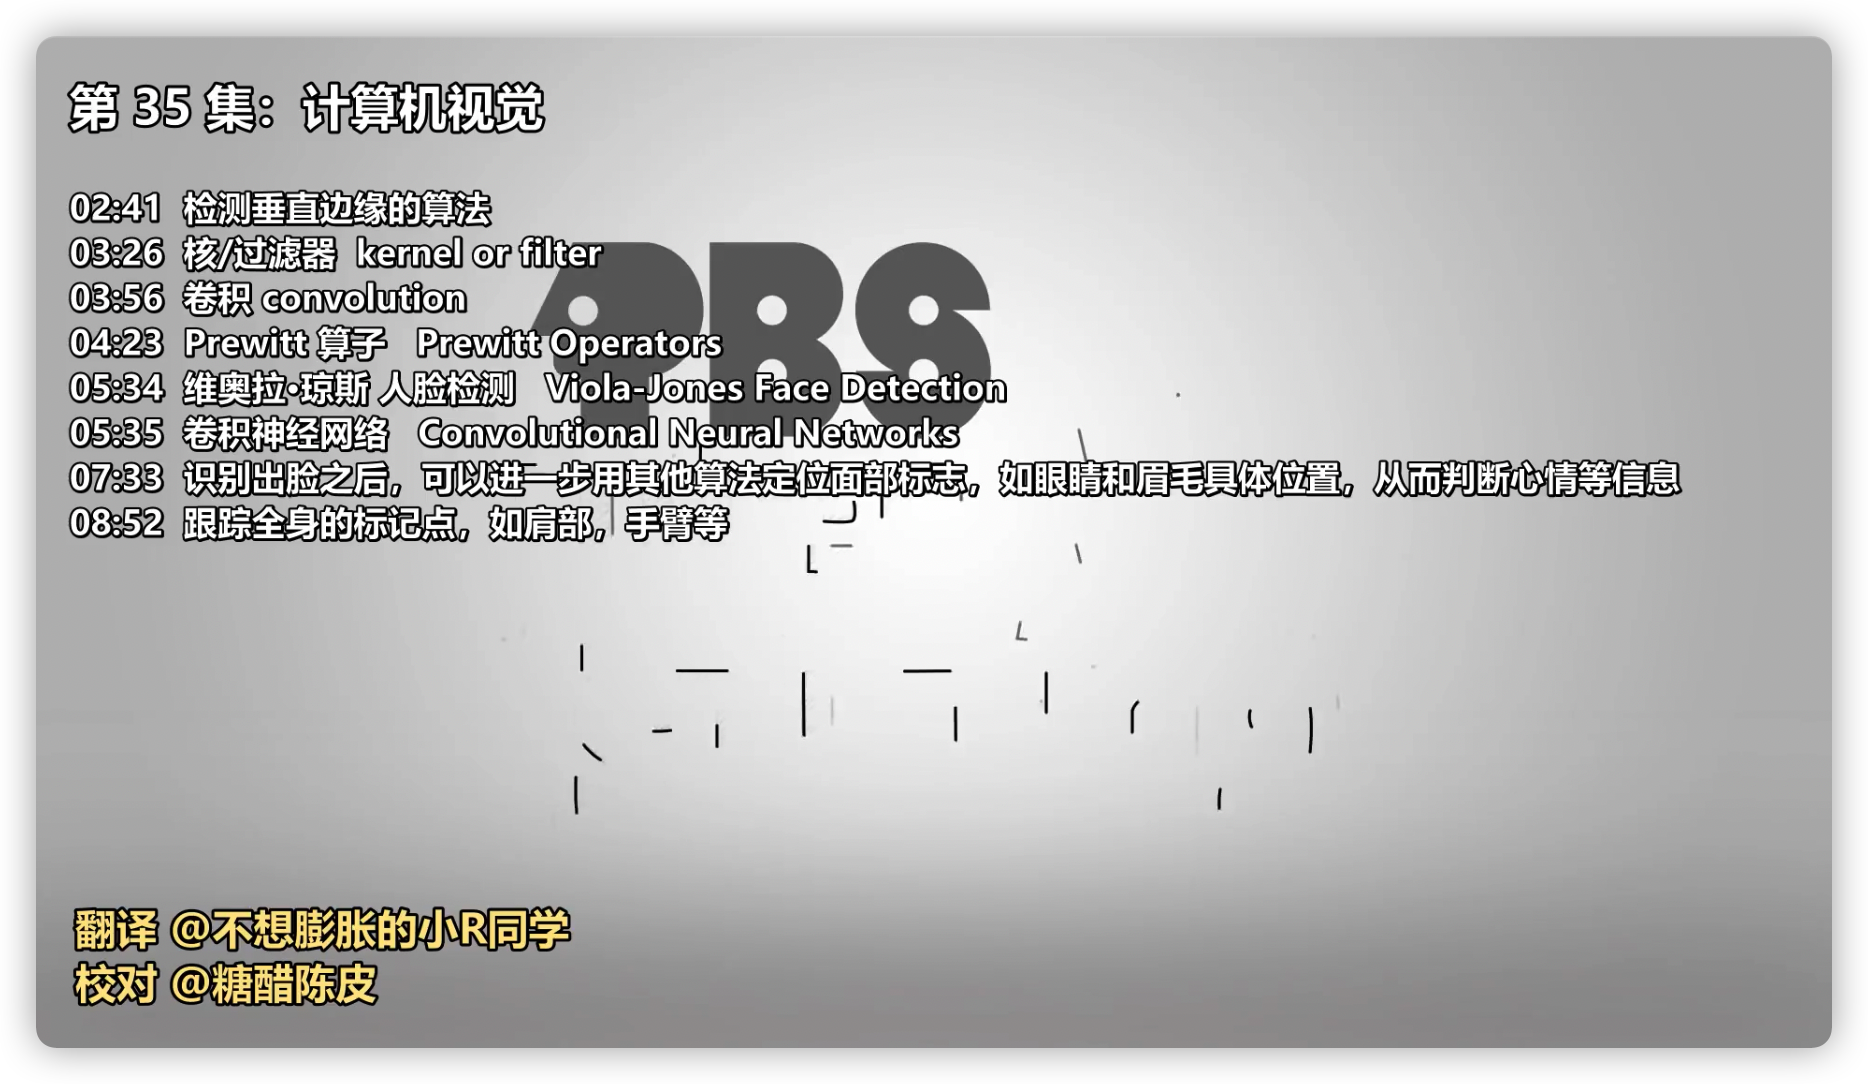 第 35 集：计算机视觉
PBS
02:41 检测垂直边缘的算法
03:26 核/过滤器 kernel or filter
03:56 卷积 convolution
04:23 Prewitt 算子 Prewitt Operators
05:34 维奥拉·琼斯 人脸检测 Viola-Jones Face Detection
05:35 卷积神经网络 Convolutional Neural Networks
07:33 识别出脸之后，可以进一步用其他算法定位面部标志，如眼睛和眉毛具体位置，从而判断心情等信息
08:52 跟踪全身的标记点，如肩部，手臂等
翻译 @不想膨胀的小R同学
校对 @糖醋陈皮